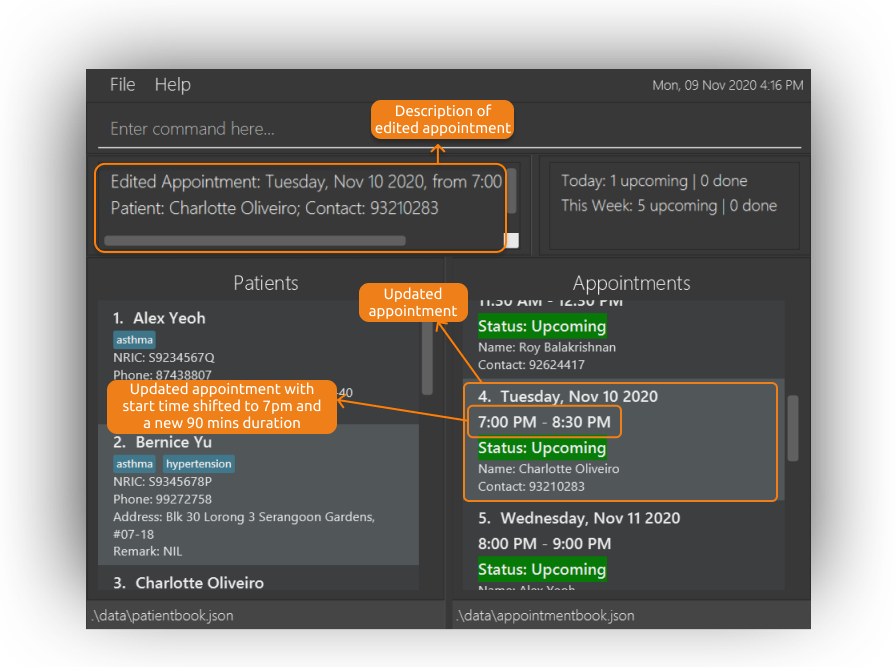 File Help
Mon, 09 Nov 2020 4:16 PM
Description of
edited appointment
Enter command here...
Edited Appointment: Tuesday, Nov 10 2020, from 7:00
Patient: Charlotte Oliveiro; Contact: 93210283
Today: 1 upcoming | 0 done
This Week: 5 upcoming | 0 done
Patients
1. Alex Yeoh
asthma
NRIC: S9234567Q
Phone: 87438807
-40
Updated appointment with
start time shifted to 7pm and
a new 90 mins duration
2. Bernice Yu
asthma hypertension
NRIC: S9345678P
Phone: 99272758
Address: Blk 30 Lorong 3 Serangoon Gardens,
#07-18
Remark: NIL
3. Charlotte Oliveiro
Appointments
Updated
appointment
11:30 AM - 12:30 PM
Status: Upcoming
Name: Roy Balakrishnan
Contact: 92624417
4. Tuesday, Nov 10 2020
7:00 PM - 8:30 PM
Status: Upcoming
Name: Charlotte Oliveiro
Contact: 93210283
5. Wednesday, Nov 11 2020
8:00 PM - 9:00 PM
Status: Upcoming
Name: Alex Yeoh
.\data\patientbook.json
.\data\appointmentbook.json